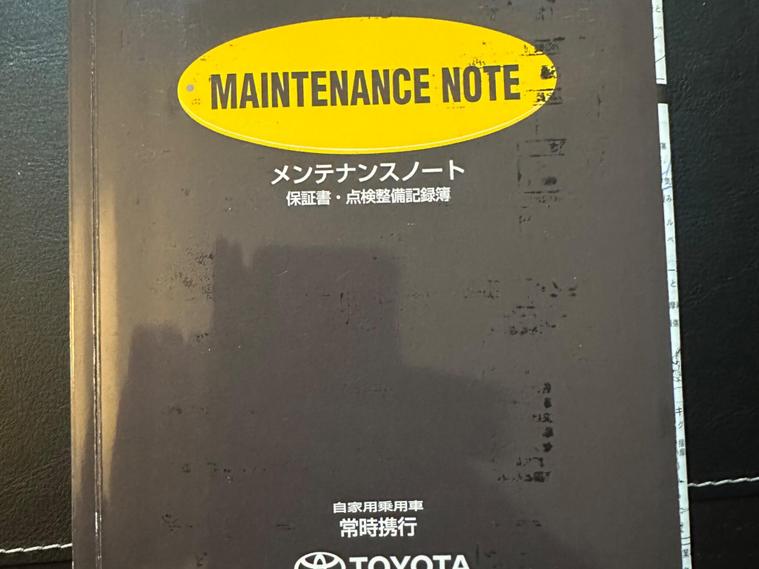 MAINTENANCE NOTE
メンテナンスノート
保証書・点検整備記録簿
自家用乗用車
常時携行
TOYOTA